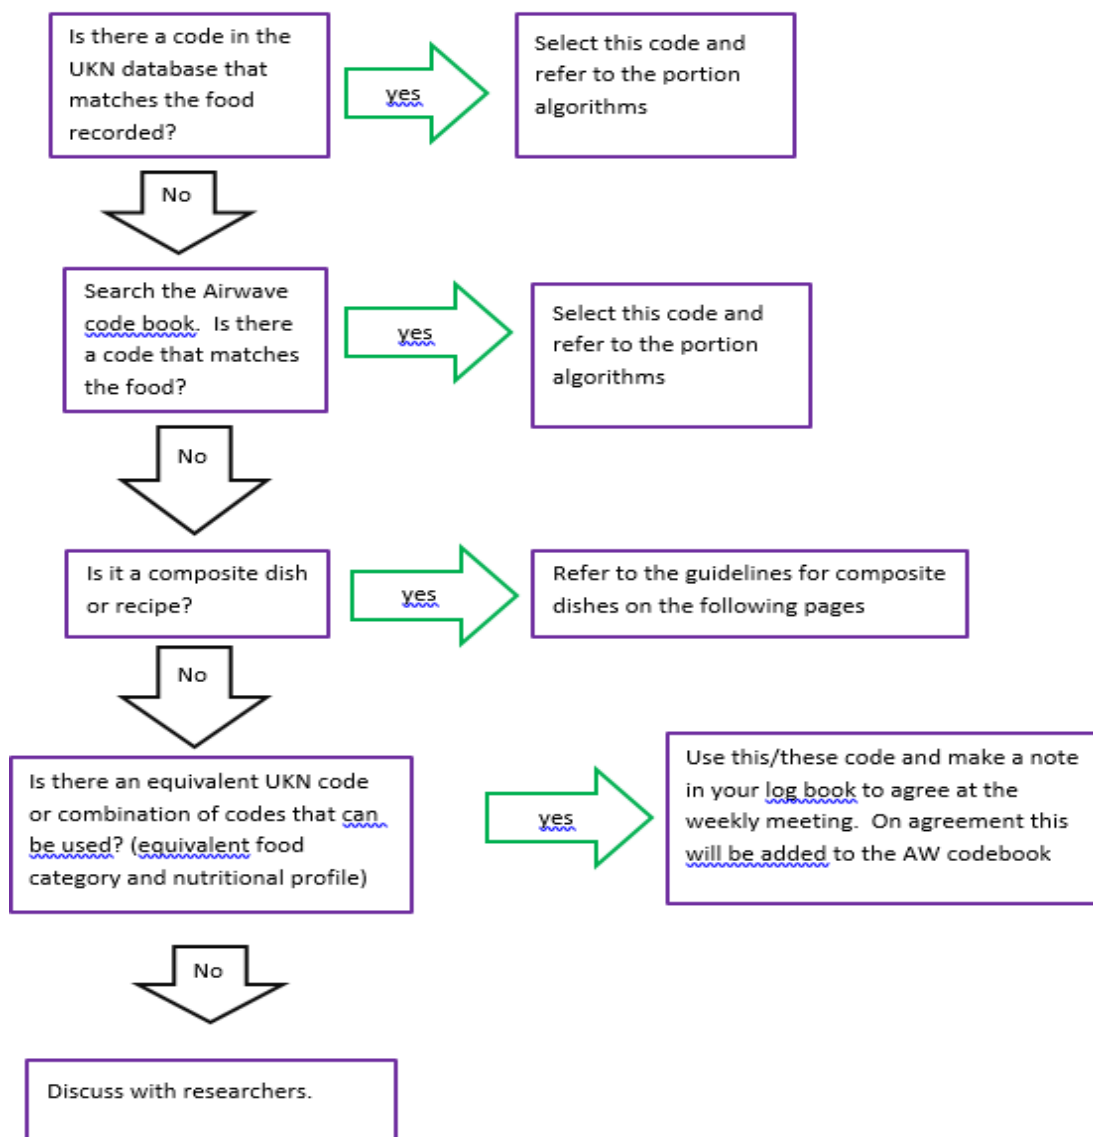 Is there a code in the
UKN database that
matches the food
recorded?
yes
Select this code and
refer to the portion
algorithms
No
Search the Airwave
code book.  Is there
a code that matches
the food?
yes
Select this code and
refer to the portion
algorithms
No
Is it a composite dish
or recipe?
yes
Refer to the guidelines for composite
dishes on the following pages
No
Is there an equivalent UKN code
or combination of codes that can
be used? (equivalent food
category and nutritional profile)
yes
Use this/these code and make a note
in your log book to agree at the
weekly meeting.  On agreement this
will be added to the AW codebook
No
Discuss with researchers.